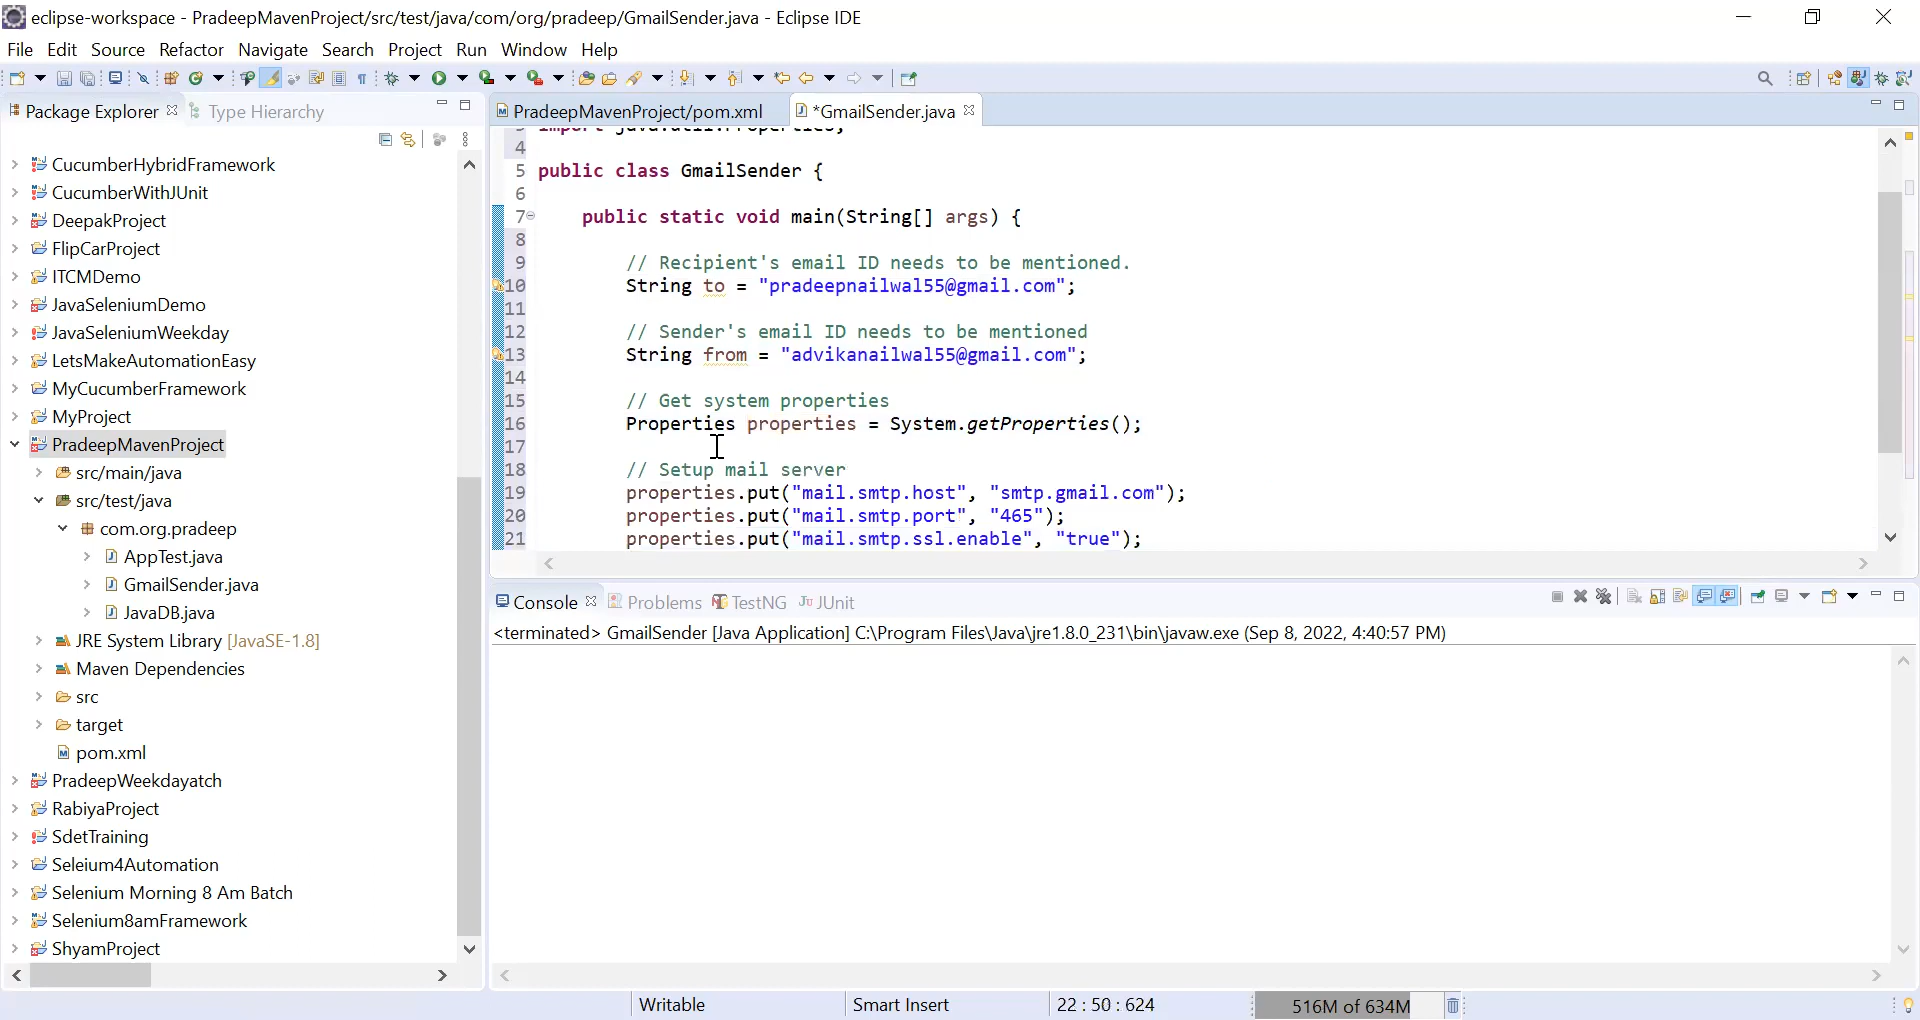 eclipse-workspace - PradeepMavenProject/src/test/java/com/org/pradeep/GmailSender.java - Eclipse IDE
File Edit Source Refactor Navigate Search Project Run Window Help
Package Explorer Type Hierarchy
CucumberHybridFramework
CucumberWithJUnit
DeepakProject
FlipCarProject
ITCMDemo
JavaSeleniumDemo
JavaSeleniumWeekday
LetsMakeAutomationEasy
MyCucumberFramework
MyProject
PradeepMavenProject
src/main/java
src/test/java
com.org.pradeep
AppTest.java
GmailSender.java
JavaDB.java
JRE System Library [JavaSE-1.8]
Maven Dependencies
src
target
pom.xml
PradeepWeekdayatch
RabiyaProject
SdetTraining
Seleium4Automation
Selenium Morning 8 Am Batch
Selenium8amFramework
ShyamProject
PradeepMavenProject/pom.xml *GmailSender.java
3 import java.util.Properties;
4
5 public class GmailSender {
6
7 public static void main(String[] args) {
8
9 // Recipient's email ID needs to be mentioned.
10 String to = "pradeepnailwal55@gmail.com";
11
12 // Sender's email ID needs to be mentioned
13 String from = "advikanailwal55@gmail.com";
14
15 // Get system properties
16 Properties properties = System.getProperties();
17
18 // Setup mail server
19 properties.put("mail.smtp.host", "smtp.gmail.com");
20 properties.put("mail.smtp.port", "465");
21 properties.put("mail.smtp.ssl.enable", "true");
Console Problems TestNG JUnit
<terminated> GmailSender [Java Application] C:\Program Files\Java\jre1.8.0_231\bin\javaw.exe (Sep 8, 2022, 4:40:57 PM)
Writable Smart Insert 22 : 50 : 624 516M of 634M